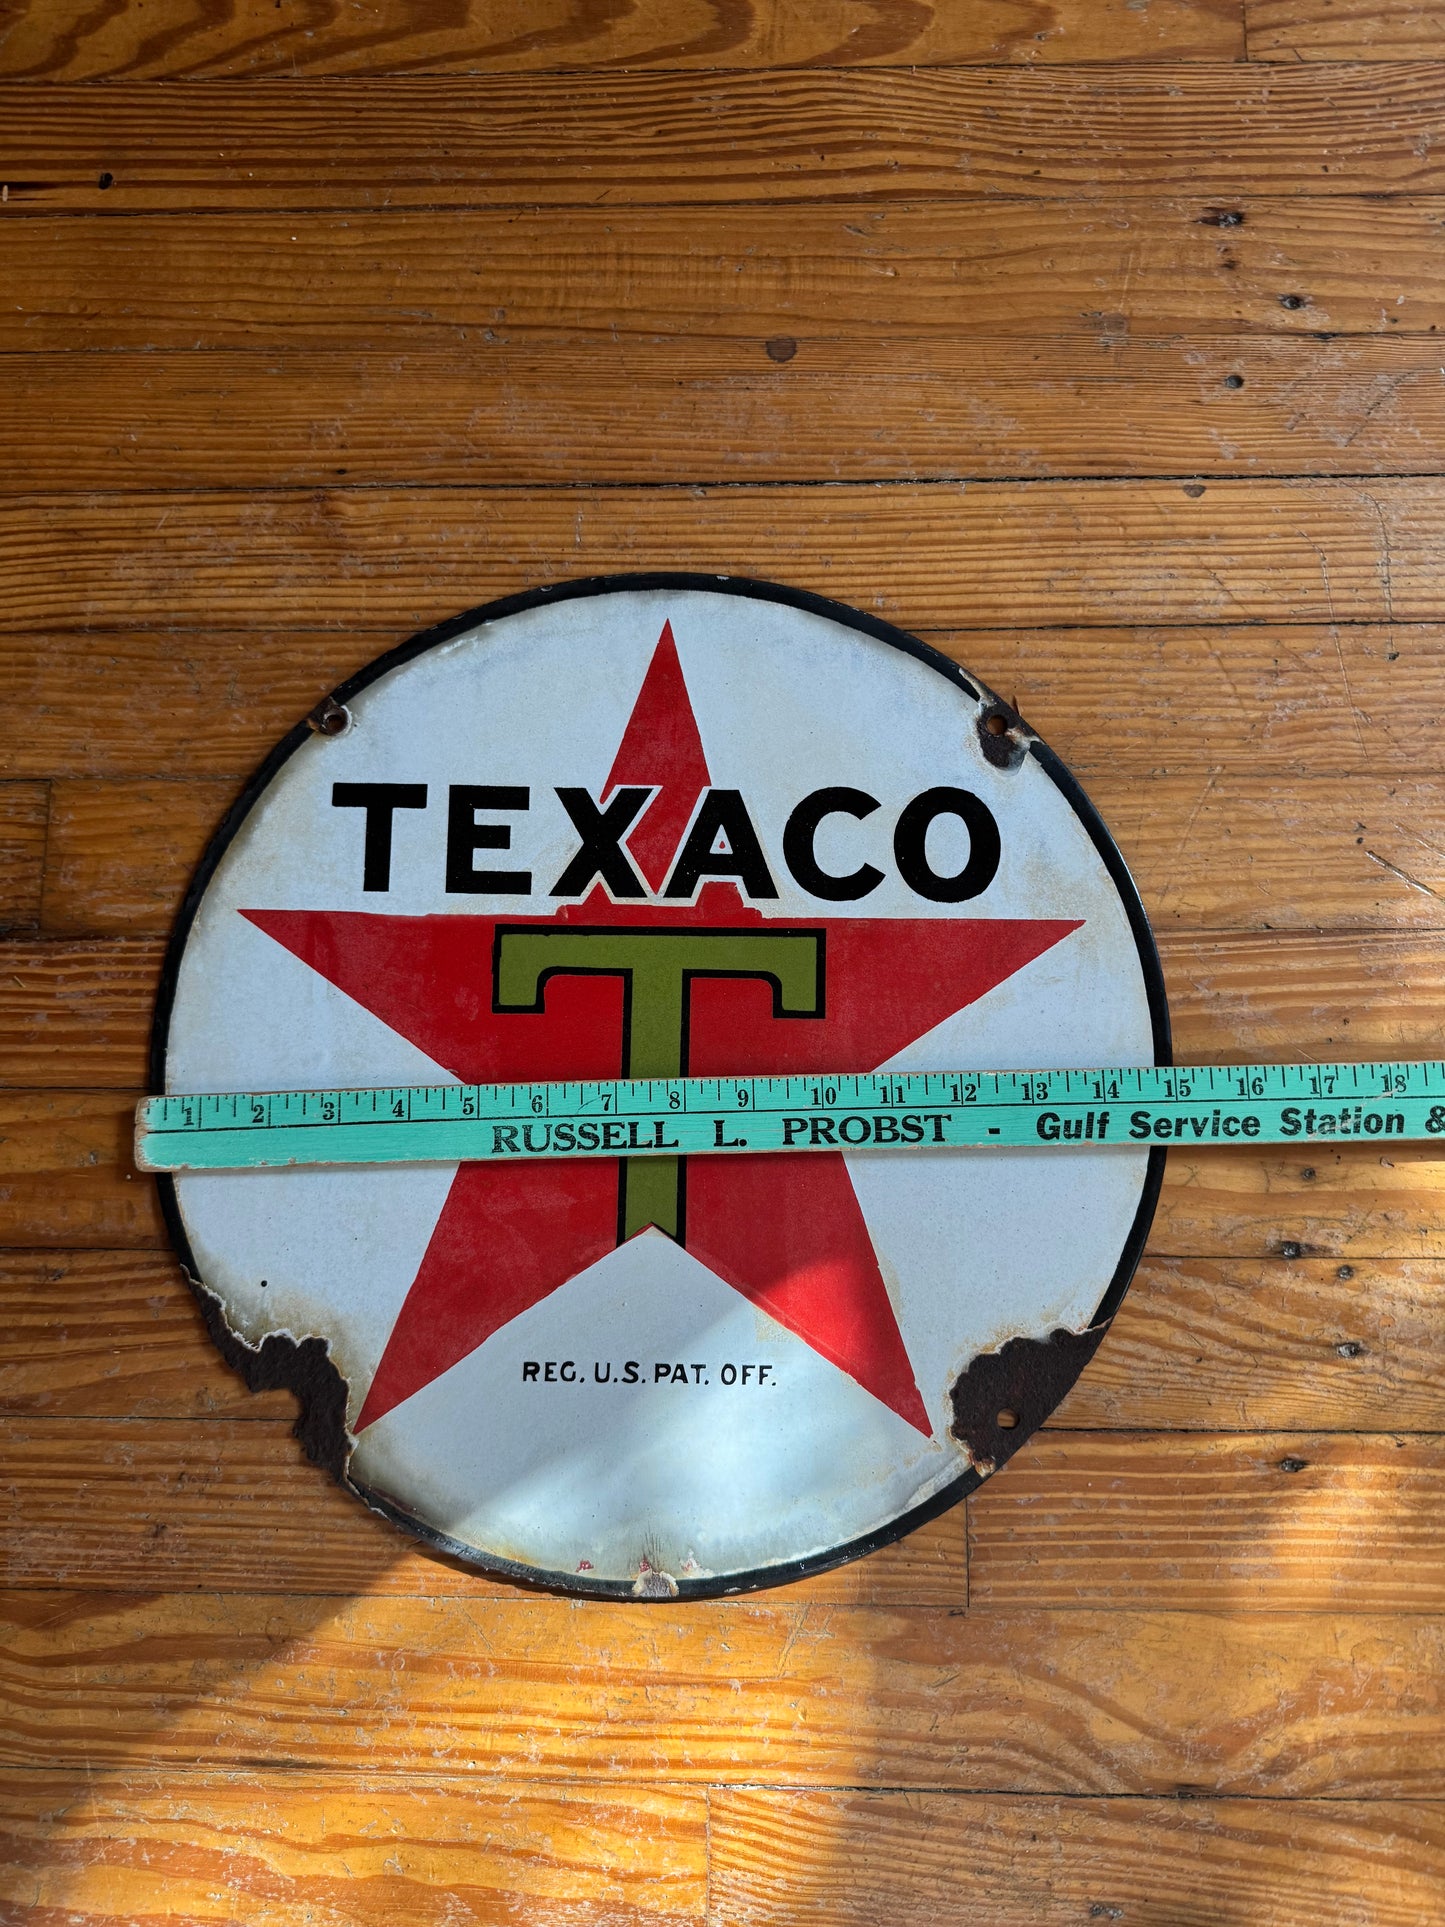 TEXACO
T
1 2 3 4 5 6 7 8 9 10 11 12 13 14 15 16 17 18
RUSSELL L. PROBST - Gulf Service Station &
REG. U.S. PAT. OFF.